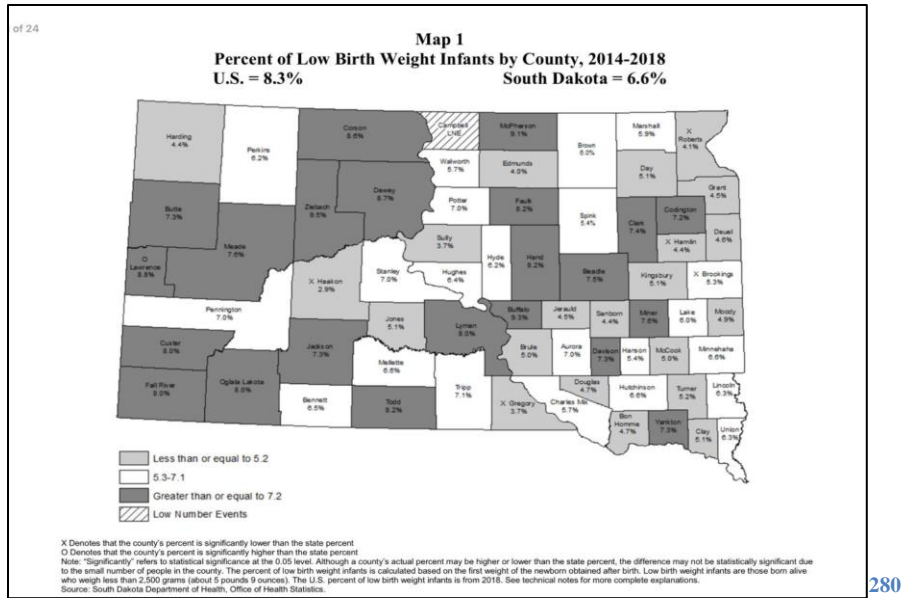 of 24
Map 1
Percent of Low Birth Weight Infants by County, 2014-2018
U.S. = 8.3% South Dakota = 6.6%
Harding
4.4%
Perkins
6.2%
Corson
8.6%
Campbell
LNE
McPherson
9.1%
Brown
6.0%
Marshall
5.9%
X
Roberts
4.1%
Walworth
5.7%
Edmunds
4.0%
Day
5.1%
Grant
4.5%
Butte
7.3%
Ziebach
9.5%
Dewey
8.7%
Potter
7.0%
Faulk
8.2%
Spink
5.4%
Clark
7.4%
Codington
7.2%
Meade
7.6%
Sully
3.7%
Hyde
6.2%
Hand
8.2%
X Hamlin
4.4%
Deuel
4.6%
O
Lawrence
8.8%
X Haakon
2.9%
Stanley
7.0%
Hughes
6.4%
Beadle
7.5%
Kingsbury
5.1%
X Brookings
5.3%
Pennington
7.0%
Jones
5.1%
Lyman
Buffalo
9.3%
Jerauld
4.5%
Sanborn
4.4%
Miner
7.6%
Lake
6.0%
Moody
4.9%
Custer
8.0%
Jackson
7.3%
Mellette
6.6%
Brule
5.0%
Aurora
7.0%
Davison
7.3%
Hanson
5.4%
McCook
5.0%
Minnehaha
6.6%
Fall River
Oglala Lakota
8.0%
Bennett
6.5%
Todd
8.2%
Tripp
7.1%
X Gregory
3.7%
Charles Mix
5.7%
Douglas
4.7%
Hutchinson
6.6%
Turner
5.2%
Lincoln
6.3%
Bon
Homme
4.7%
Yankton
7.3%
Clay
5.1%
Union
6.3%
Less than or equal to 5.2
5.3-7.1
Greater than or equal to 7.2
Low Number Events
X Denotes that the county's percent is significantly lower than the state percent
O Denotes that the county's percent is significantly higher than the state percent
Note: "Significantly" refers to statistical significance at the 0.05 level. Although a county's actual percent may be higher or lower than the state percent, the difference may not be statistically significant due
to the small number of people in the county. The percent of low birth weight infants is calculated based on the first weight of the newborn obtained after birth. Low birth weight infants are those born alive
who weigh less than 2,500 grams (about 5 pounds 9 ounces). The U.S. percent of low birth weight infants is from 2018. See technical notes for more complete explanations.
Source: South Dakota Department of Health, Office of Health Statistics.
280